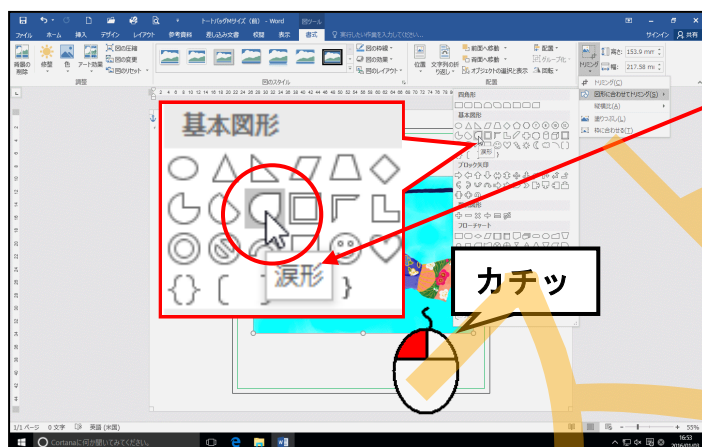 トートバッグMサイズ（前） - Word
図ツール
ファイル ホーム 挿入 デザイン レイアウト 参考資料 差し込み文書 校閲 表示 書式 実行したい作業を入力してください...
サインイン 共有
背景の削除
修整
色
アート効果
図の圧縮
図の変更
図のリセット
調整
図のスタイル
図の枠線
図の効果
図のレイアウト
位置
文字列の折り返し
前面へ移動
背面へ移動
オブジェクトの選択と表示
配置
グループ化
回転
配置
トリミング
高さ: 153.9 mm
幅: 217.58 mm
トリミング(C)
図形に合わせてトリミング(S)
縦横比(A)
塗りつぶし(L)
枠に合わせる(T)
四角形
基本図形
涙形
ブロック矢印
フローチャート
基本図形
涙形
カチッ
1/1 ページ 0 文字 英語 (米国)
55%
Cortanaに何か聞いてみてください。
16:53
2016/01/03